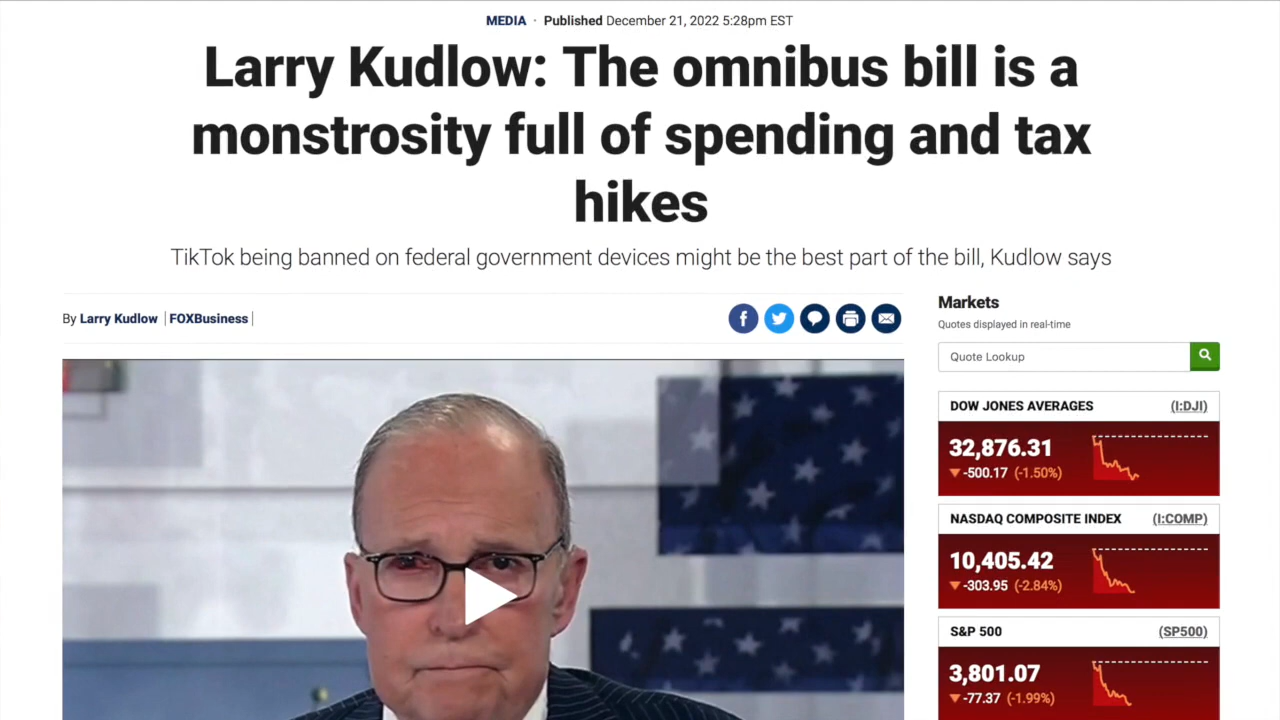 MEDIA · Published December 21, 2022 5:28pm EST
Larry Kudlow: The omnibus bill is a
monstrosity full of spending and tax
hikes
TikTok being banned on federal government devices might be the best part of the bill, Kudlow says
By Larry Kudlow | FOXBusiness |
Markets
Quotes displayed in real-time
Quote Lookup
DOW JONES AVERAGES (I:DJI)
32,876.31
-500.17 (-1.50%)
NASDAQ COMPOSITE INDEX (I:COMP)
10,405.42
-303.95 (-2.84%)
S&P 500 (SP500)
3,801.07
-77.37 (-1.99%)